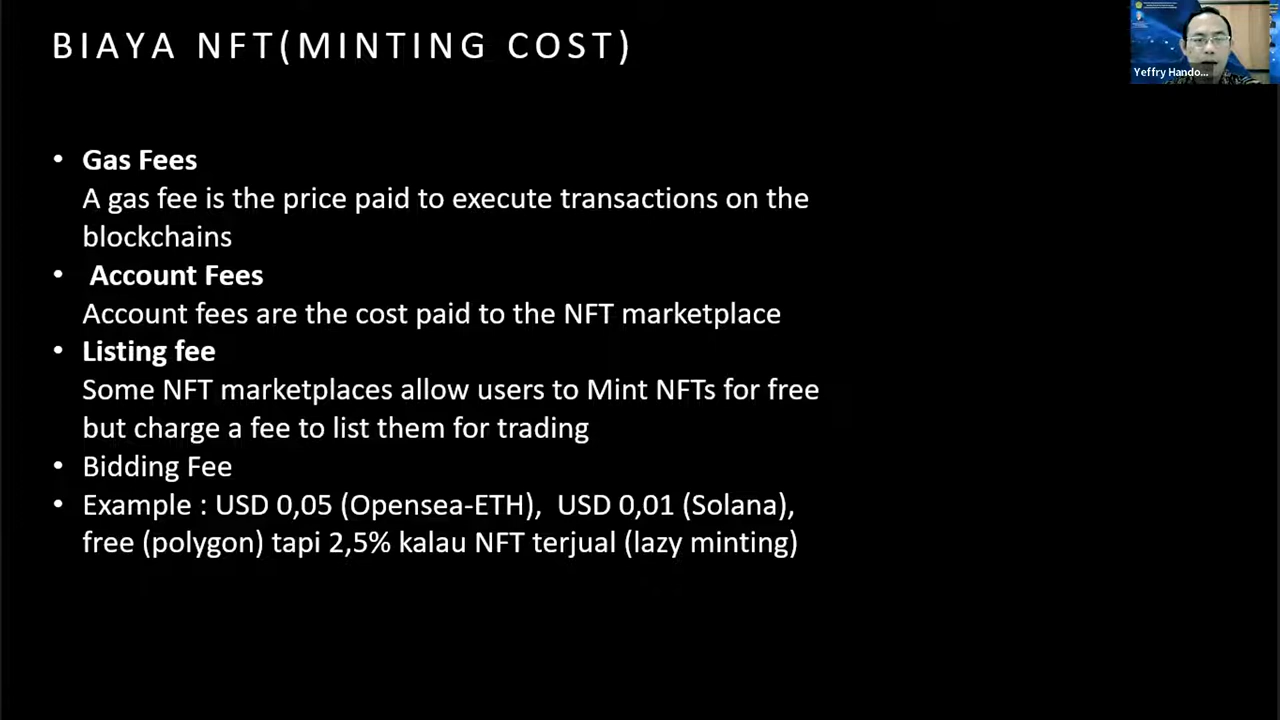 BIAYA NFT(MINTING COST)
Yeffry Hando...
• Gas Fees
A gas fee is the price paid to execute transactions on the
blockchains
• Account Fees
Account fees are the cost paid to the NFT marketplace
• Listing fee
Some NFT marketplaces allow users to Mint NFTs for free
but charge a fee to list them for trading
• Bidding Fee
• Example : USD 0,05 (Opensea-ETH), USD 0,01 (Solana),
free (polygon) tapi 2,5% kalau NFT terjual (lazy minting)